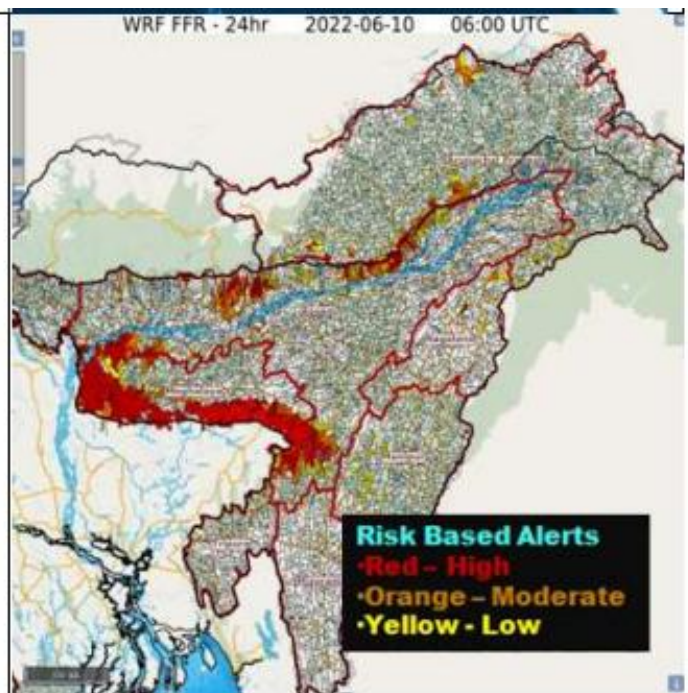 WRF FFR - 24hr 2022-06-10 06:00 UTC
Risk Based Alerts
•Red – High
•Orange – Moderate
•Yellow - Low